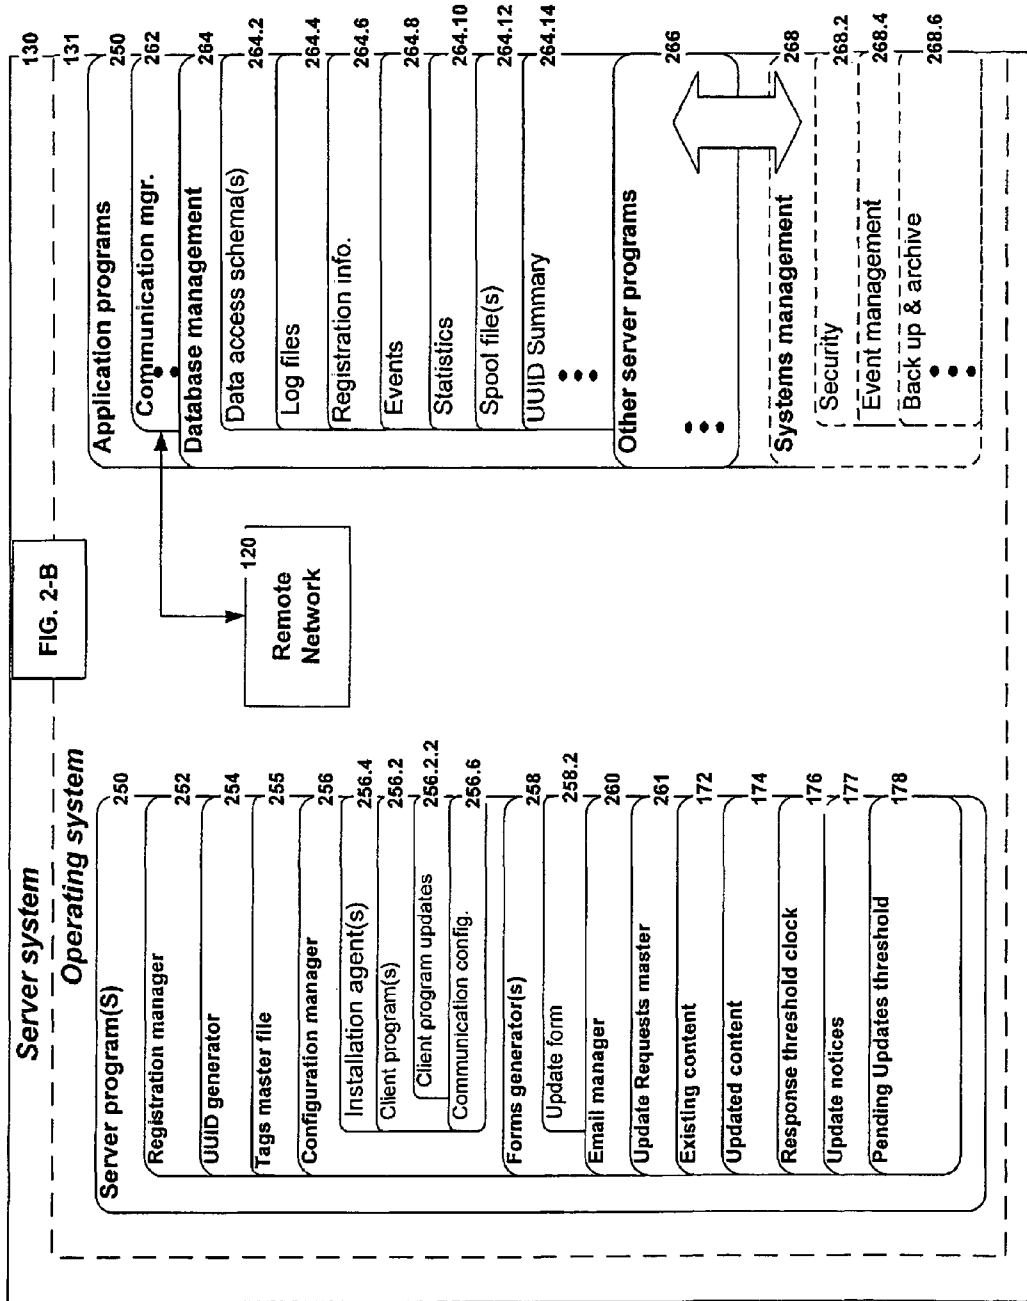 Server system
130
FIG. 2-B
Operating system
131
Server program(S)
250
Registration manager
252
UUID generator
254
Tags master file
255
Configuration manager
256
Installation agent(s)
256.4
Client program(s)
256.2
Client program updates
256.2.2
Communication config.
256.6
Forms generator(s)
258
Update form
258.2
Email manager
260
Update Requests master
261
Existing content
172
Updated content
174
Response threshold clock
176
Update notices
177
Pending Updates threshold
178
120
Remote
Network
Application programs
250
Communication mgr.
262
Database management
264
Data access schema(s)
264.2
Log files
264.4
Registration info.
264.6
Events
264.8
Statistics
264.10
Spool file(s)
264.12
UUID Summary
264.14
Other server programs
266
Systems management
268
Security
268.2
Event management
268.4
Back up & archive
268.6